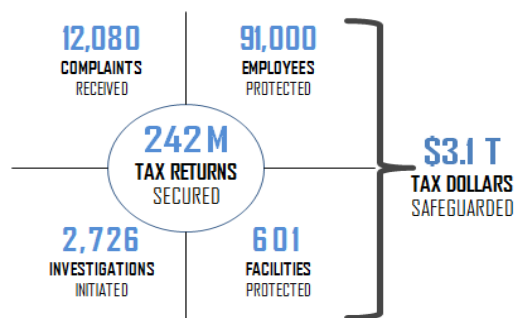 12,080
COMPLAINTS
RECEIVED
91,000
EMPLOYEES
PROTECTED
242M
TAX RETURNS
SECURED
$3.1 T
TAX DOLLARS
SAFEGUARDED
2,726
INVESTIGATIONS
INITIATED
601
FACILITIES
PROTECTED